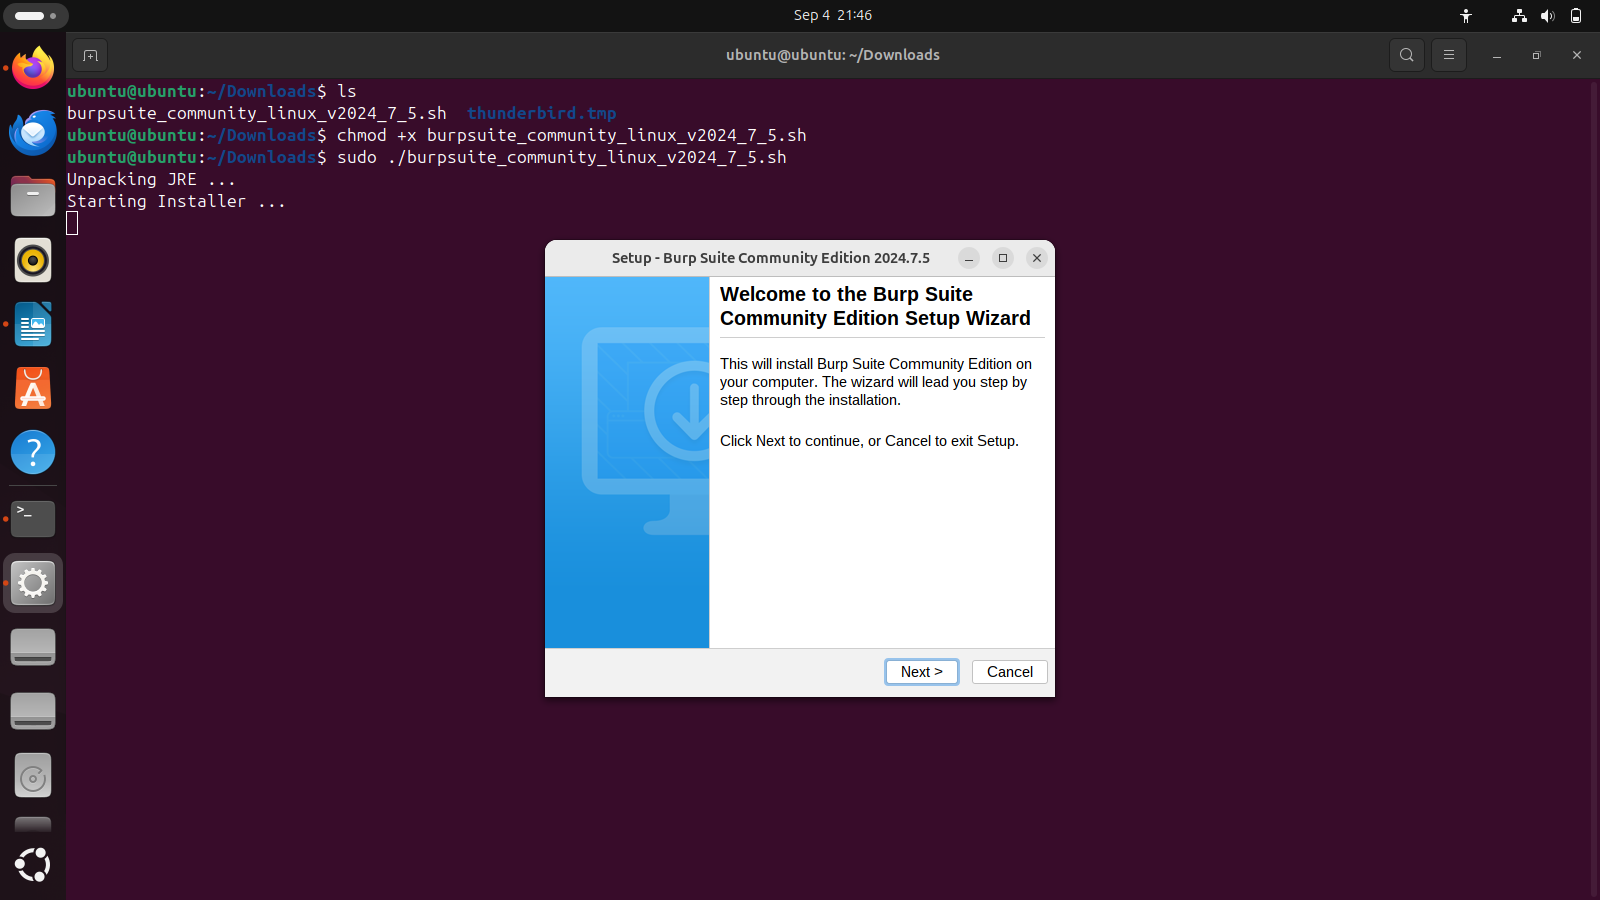 Sep 4 21:46
ubuntu@ubuntu: ~/Downloads
ubuntu@ubuntu:~/Downloads$ ls
burpsuite_community_linux_v2024_7_5.sh thunderbird.tmp
ubuntu@ubuntu:~/Downloads$ chmod +x burpsuite_community_linux_v2024_7_5.sh
ubuntu@ubuntu:~/Downloads$ sudo ./burpsuite_community_linux_v2024_7_5.sh
Unpacking JRE ...
Starting Installer ...
Setup - Burp Suite Community Edition 2024.7.5
Welcome to the Burp Suite
Community Edition Setup Wizard
This will install Burp Suite Community Edition on
your computer. The wizard will lead you step by
step through the installation.
Click Next to continue, or Cancel to exit Setup.
Next >
Cancel